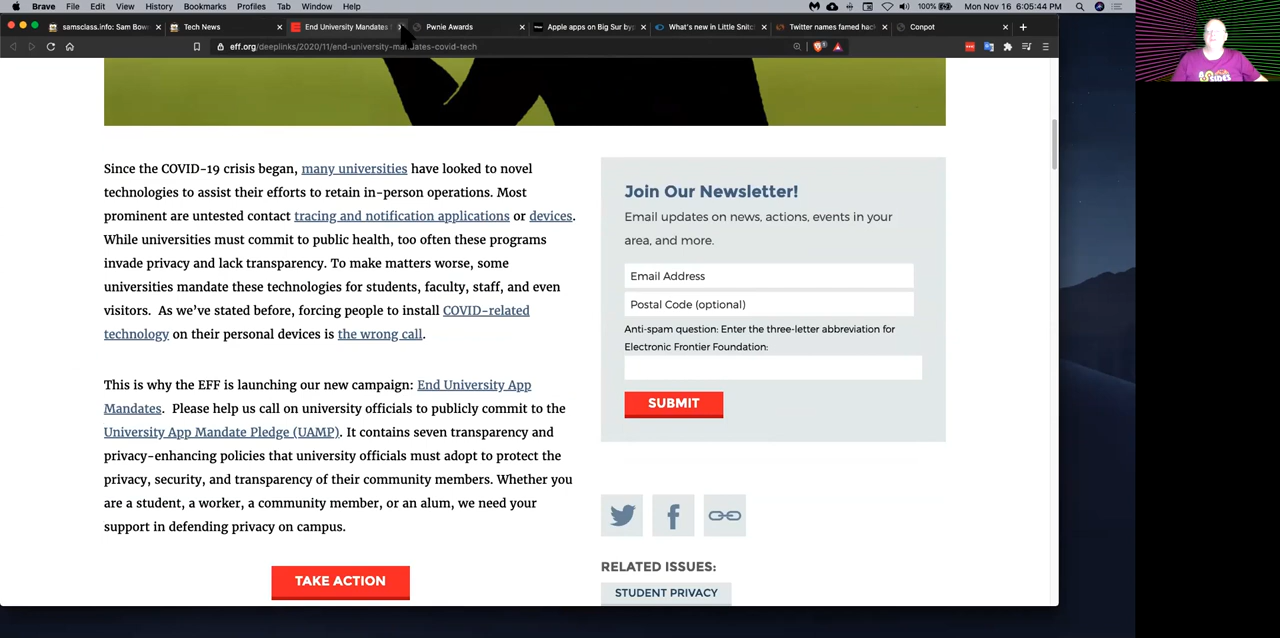 Brave File Edit View History Bookmarks Profiles Tab Window Help 100% Mon Nov 16 6:05:44 PM
samsclass.info: Sam Bow Tech News End University Mandates Pwnie Awards Apple apps on Big Sur by What's new in Little Snit Twitter names famed hac Conpot
eff.org/deeplinks/2020/11/end-university-mandates-covid-tech
Since the COVID-19 crisis began, many universities have looked to novel
technologies to assist their efforts to retain in-person operations. Most
prominent are untested contact tracing and notification applications or devices.
While universities must commit to public health, too often these programs
invade privacy and lack transparency. To make matters worse, some
universities mandate these technologies for students, faculty, staff, and even
visitors. As we've stated before, forcing people to install COVID-related
technology on their personal devices is the wrong call.
This is why the EFF is launching our new campaign: End University App
Mandates. Please help us call on university officials to publicly commit to the
University App Mandate Pledge (UAMP). It contains seven transparency and
privacy-enhancing policies that university officials must adopt to protect the
privacy, security, and transparency of their community members. Whether you
are a student, a worker, a community member, or an alum, we need your
support in defending privacy on campus.
TAKE ACTION
Join Our Newsletter!
Email updates on news, actions, events in your
area, and more.
Email Address
Postal Code (optional)
Anti-spam question: Enter the three-letter abbreviation for
Electronic Frontier Foundation:
SUBMIT
RELATED ISSUES:
STUDENT PRIVACY